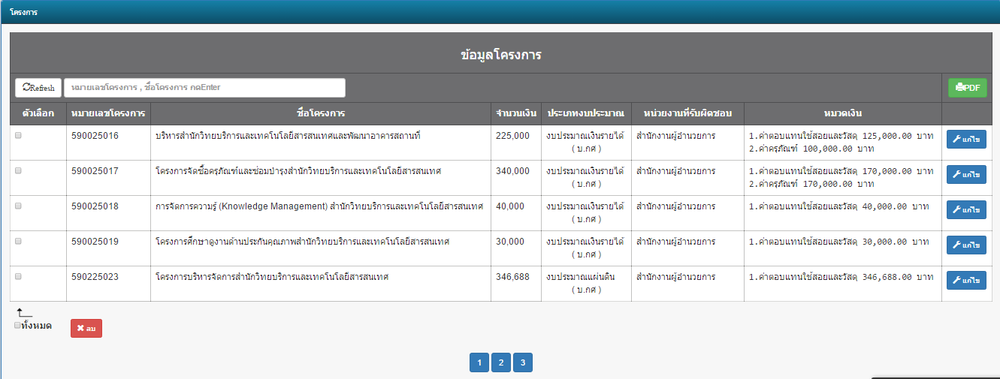 โครงการ
ข้อมูลโครงการ
Refresh หมายเลขโครงการ , ชื่อโครงการ กดEnter PDF
ตัวเลือก หมายเลขโครงการ ชื่อโครงการ จำนวนเงิน ประเภทงบประมาณ หน่วยงานที่รับผิดชอบ หมวดเงิน
590025016 บริหารสำนักวิทยบริการและเทคโนโลยีสารสนเทศและพัฒนาอาคารสถานที่ 225,000 งบประมาณเงินรายได้ สำนักงานผู้อำนวยการ 1.ค่าตอบแทนใช้สอยและวัสดุ 125,000.00 บาท แก้ไข
( บ.กศ ) 2.ค่าครุภัณฑ์ 100,000.00 บาท
590025017 โครงการจัดซื้อครุภัณฑ์และซ่อมบำรุงสำนักวิทยบริการและเทคโนโลยีสารสนเทศ 340,000 งบประมาณเงินรายได้ สำนักงานผู้อำนวยการ 1.ค่าตอบแทนใช้สอยและวัสดุ 170,000.00 บาท แก้ไข
( บ.กศ ) 2.ค่าครุภัณฑ์ 170,000.00 บาท
590025018 การจัดการความรู้ (Knowledge Management) สำนักวิทยบริการและเทคโนโลยีสารสนเทศ 40,000 งบประมาณเงินรายได้ สำนักงานผู้อำนวยการ 1.ค่าตอบแทนใช้สอยและวัสดุ 40,000.00 บาท แก้ไข
( บ.กศ )
590025019 โครงการศึกษาดูงานด้านประกันคุณภาพสำนักวิทยบริการและเทคโนโลยีสารสนเทศ 30,000 งบประมาณเงินรายได้ สำนักงานผู้อำนวยการ 1.ค่าตอบแทนใช้สอยและวัสดุ 30,000.00 บาท แก้ไข
( บ.กศ )
590225023 โครงการบริหารจัดการสำนักวิทยบริการและเทคโนโลยีสารสนเทศ 346,688 งบประมาณแผ่นดิน สำนักงานผู้อำนวยการ 1.ค่าตอบแทนใช้สอยและวัสดุ 346,688.00 บาท แก้ไข
( บ.กศ )
ทั้งหมด ลบ
1 2 3